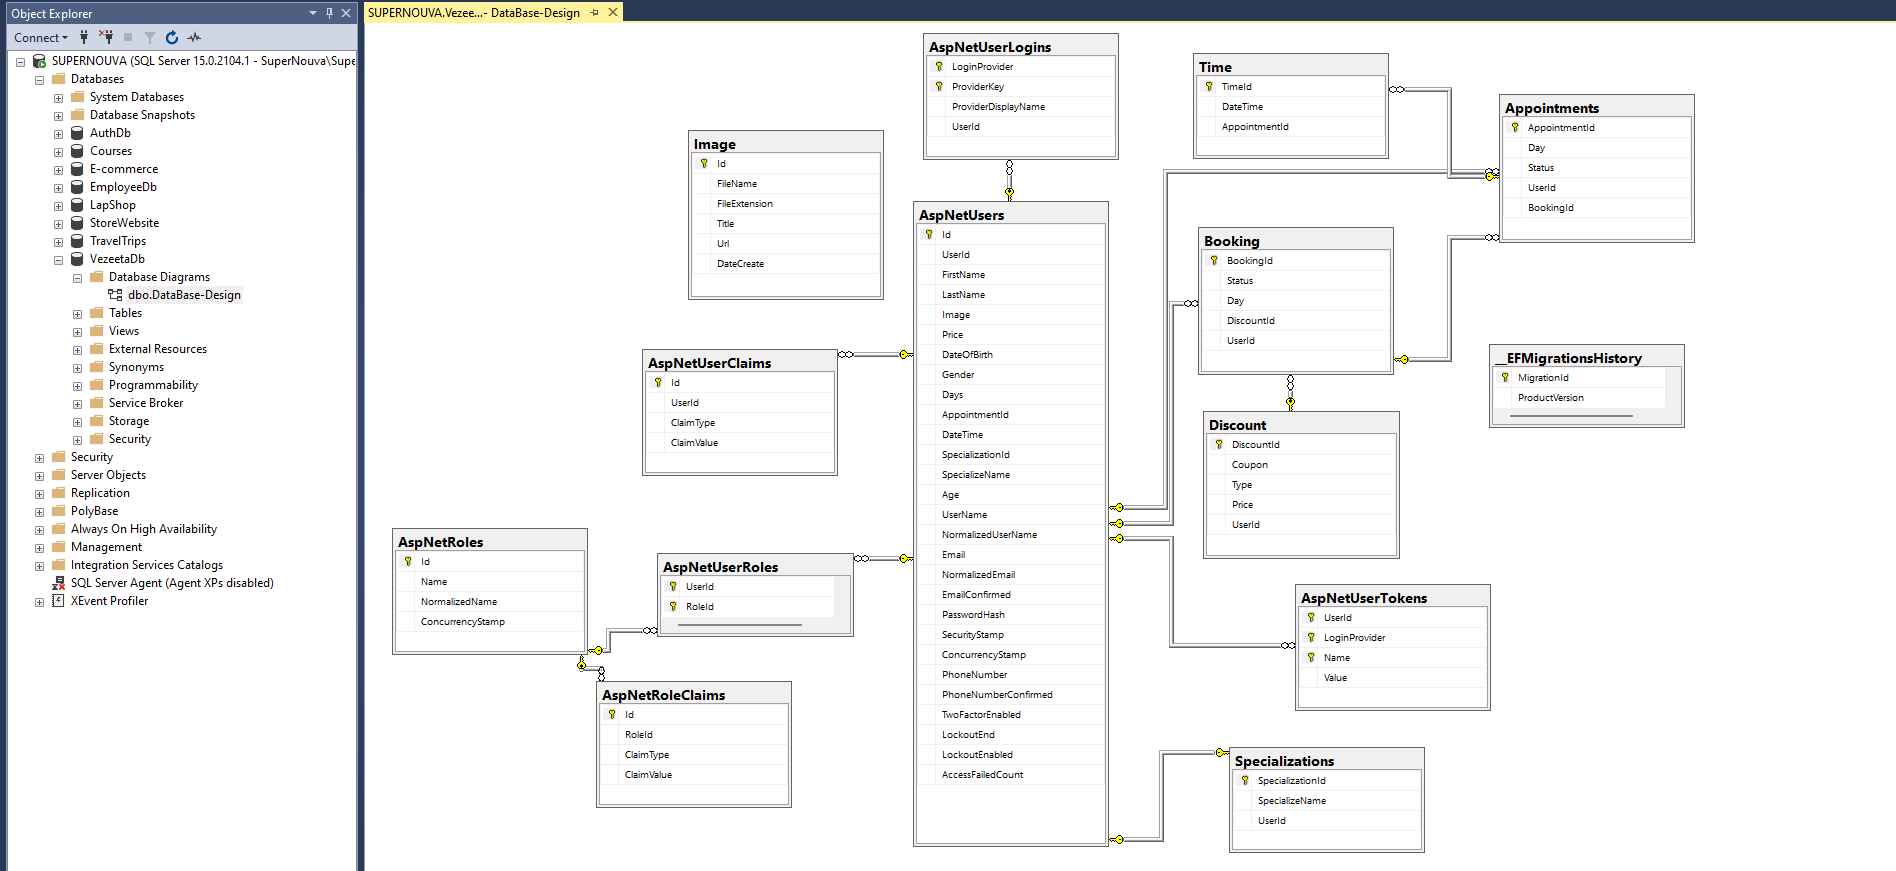 Object Explorer
Connect
SUPERNOUVA (SQL Server 15.0.2104.1 - SuperNouva\Supe
Databases
System Databases
Database Snapshots
AuthDb
Courses
E-commerce
EmployeeDb
LapShop
StoreWebsite
TravelTrips
VezeetaDb
Database Diagrams
dbo.DataBase-Design
Tables
Views
External Resources
Synonyms
Programmability
Service Broker
Storage
Security
Security
Server Objects
Replication
PolyBase
Always On High Availability
Management
Integration Services Catalogs
SQL Server Agent (Agent XPs disabled)
XEvent Profiler
SUPERNOUVA.Vezee...- DataBase-Design
AspNetUserLogins
LoginProvider
ProviderKey
ProviderDisplayName
UserId
Time
TimeId
DateTime
AppointmentId
Appointments
AppointmentId
Day
Status
UserId
BookingId
Image
Id
FileName
FileExtension
Title
Url
DateCreate
AspNetUsers
Id
UserId
FirstName
LastName
Image
Price
DateOfBirth
Gender
Days
AppointmentId
DateTime
SpecializationId
SpecializeName
Age
UserName
NormalizedUserName
Email
NormalizedEmail
EmailConfirmed
PasswordHash
SecurityStamp
ConcurrencyStamp
PhoneNumber
PhoneNumberConfirmed
TwoFactorEnabled
LockoutEnd
LockoutEnabled
AccessFailedCount
Booking
BookingId
Status
Day
DiscountId
UserId
__EFMigrationsHistory
MigrationId
ProductVersion
AspNetUserClaims
Id
UserId
ClaimType
ClaimValue
Discount
DiscountId
Coupon
Type
Price
UserId
AspNetRoles
Id
Name
NormalizedName
ConcurrencyStamp
AspNetUserRoles
UserId
RoleId
AspNetUserTokens
UserId
LoginProvider
Name
Value
AspNetRoleClaims
Id
RoleId
ClaimType
ClaimValue
Specializations
SpecializationId
SpecializeName
UserId